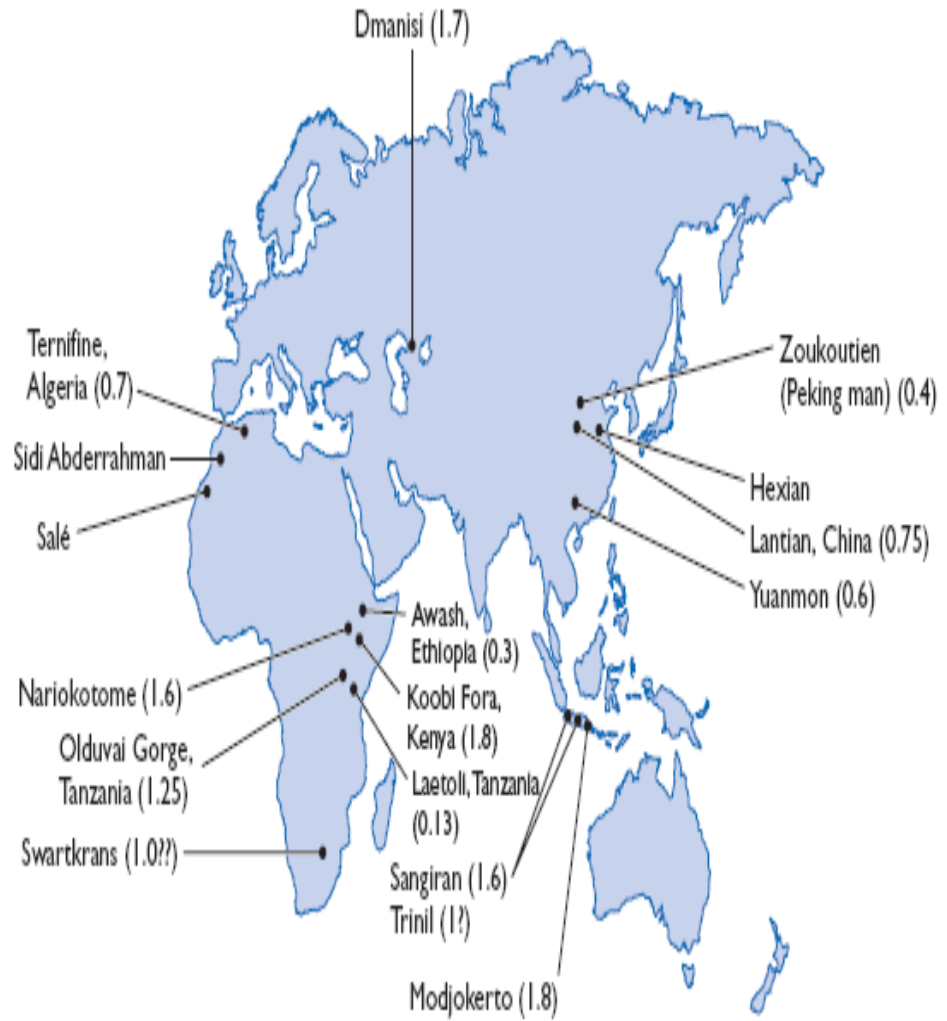 Dmanisi (1.7)
Ternifine,
Algeria (0.7)
Sidi Abderrahman
Salé
Zoukoutien
(Peking man) (0.4)
Hexian
Lantian, China (0.75)
Yuanmon (0.6)
Awash,
Ethiopia (0.3)
Nariokotome (1.6)
Koobi Fora,
Kenya (1.8)
Olduvai Gorge,
Tanzania (1.25)
Laetoli, Tanzania
(0.13)
Swartkrans (1.0??)
Sangiran (1.6)
Trinil (1?)
Modjokerto (1.8)